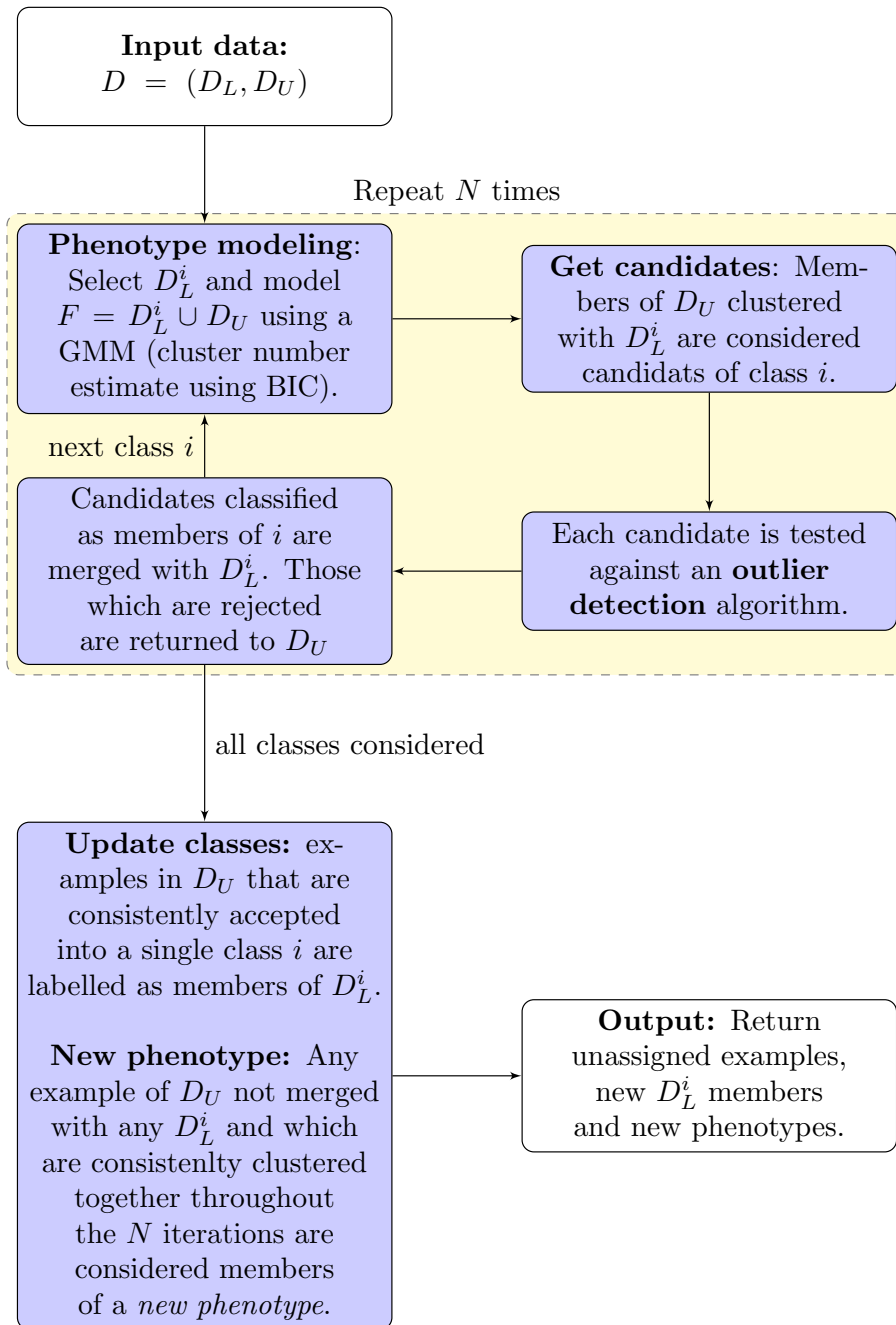 Input data:
D = (D_L, D_U)
Repeat N times
Phenotype modeling:
Select D_L^i and model
F = D_L^i ∪ D_U using a
GMM (cluster number
estimate using BIC).
Get candidates: Mem-
bers of D_U clustered
with D_L^i are considered
candidats of class i.
next class i
Candidates classified
as members of i are
merged with D_L^i. Those
which are rejected
are returned to D_U
Each candidate is tested
against an outlier
detection algorithm.
all classes considered
Update classes: ex-
amples in D_U that are
consistently accepted
into a single class i are
labelled as members of D_L^i.
New phenotype: Any
example of D_U not merged
with any D_L^i and which
are consistenlty clustered
together throughout
the N iterations are
considered members
of a new phenotype.
Output: Return
unassigned examples,
new D_L^i members
and new phenotypes.